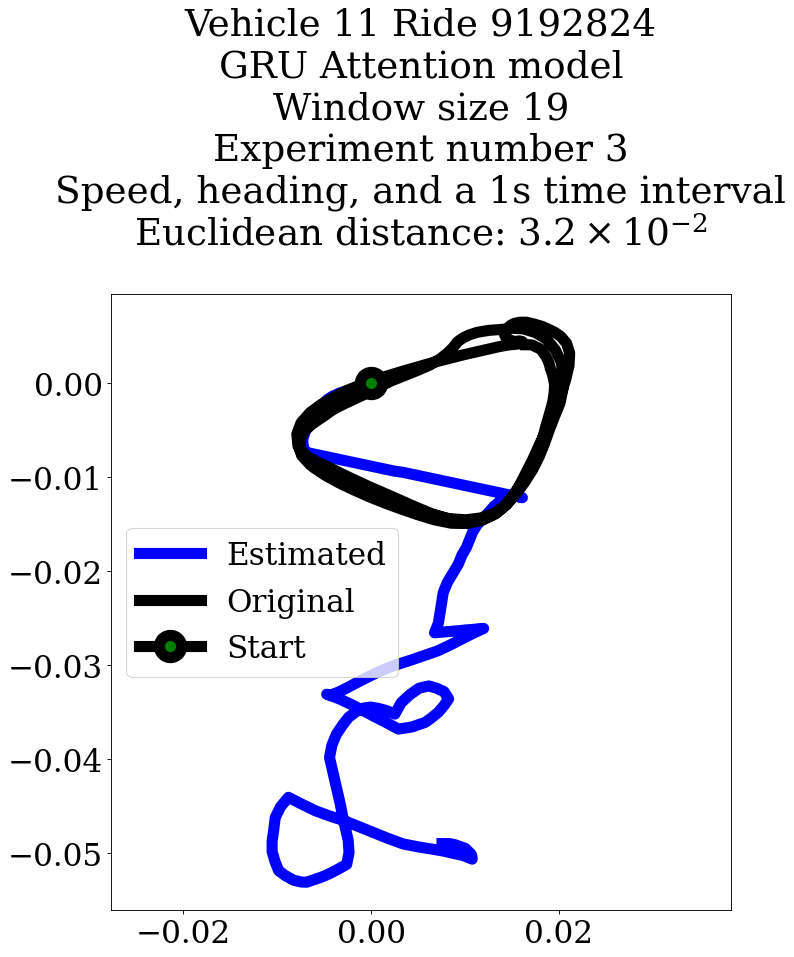 Vehicle 11 Ride 9192824
GRU Attention model
Window size 19
Experiment number 3
Speed, heading, and a 1s time interval
Euclidean distance: 3.2 × 10⁻²
0.00
−0.01
−0.02
−0.03
−0.04
−0.05
Estimated
Original
Start
−0.02
0.00
0.02